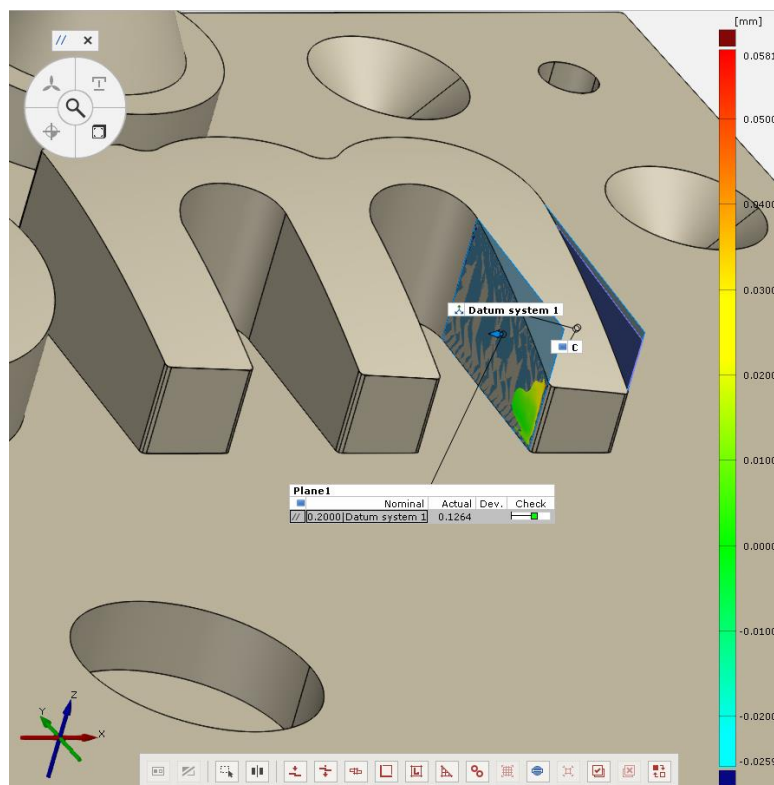 [mm]
// ×
0.0581
0.0500
0.0400
0.0300
Datum system 1
C
0.0200
0.0100
Plane1
Nominal Actual Dev. Check
// 0.2000 Datum system 1 0.1264
0.0000
-0.0100
Z
Y
X
-0.0200
-0.0259